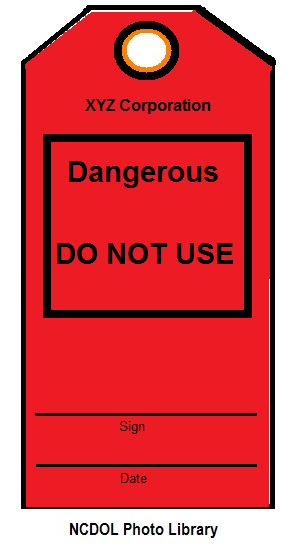 XYZ Corporation
Dangerous
DO NOT USE
Sign
Date
NCDOL Photo Library